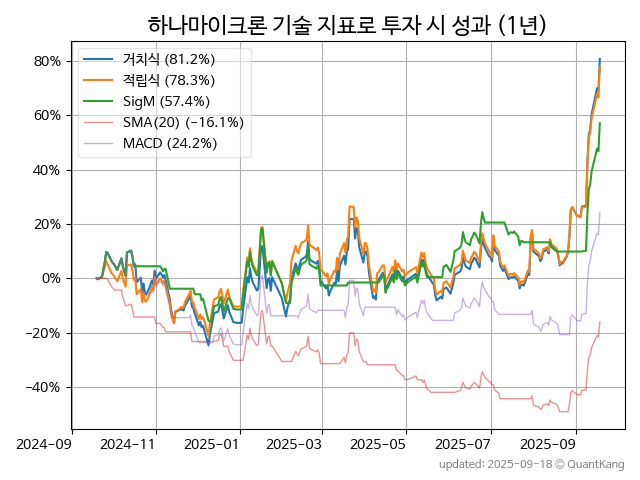 하나마이크론 기술 지표로 투자 시 성과 (1년)
거치식 (81.2%)
적립식 (78.3%)
SigM (57.4%)
SMA(20) (−16.1%)
MACD (24.2%)
80%
60%
40%
20%
0%
−20%
−40%
2024-09 2024-11 2025-01 2025-03 2025-05 2025-07 2025-09
updated: 2025-09-18 © QuantKang